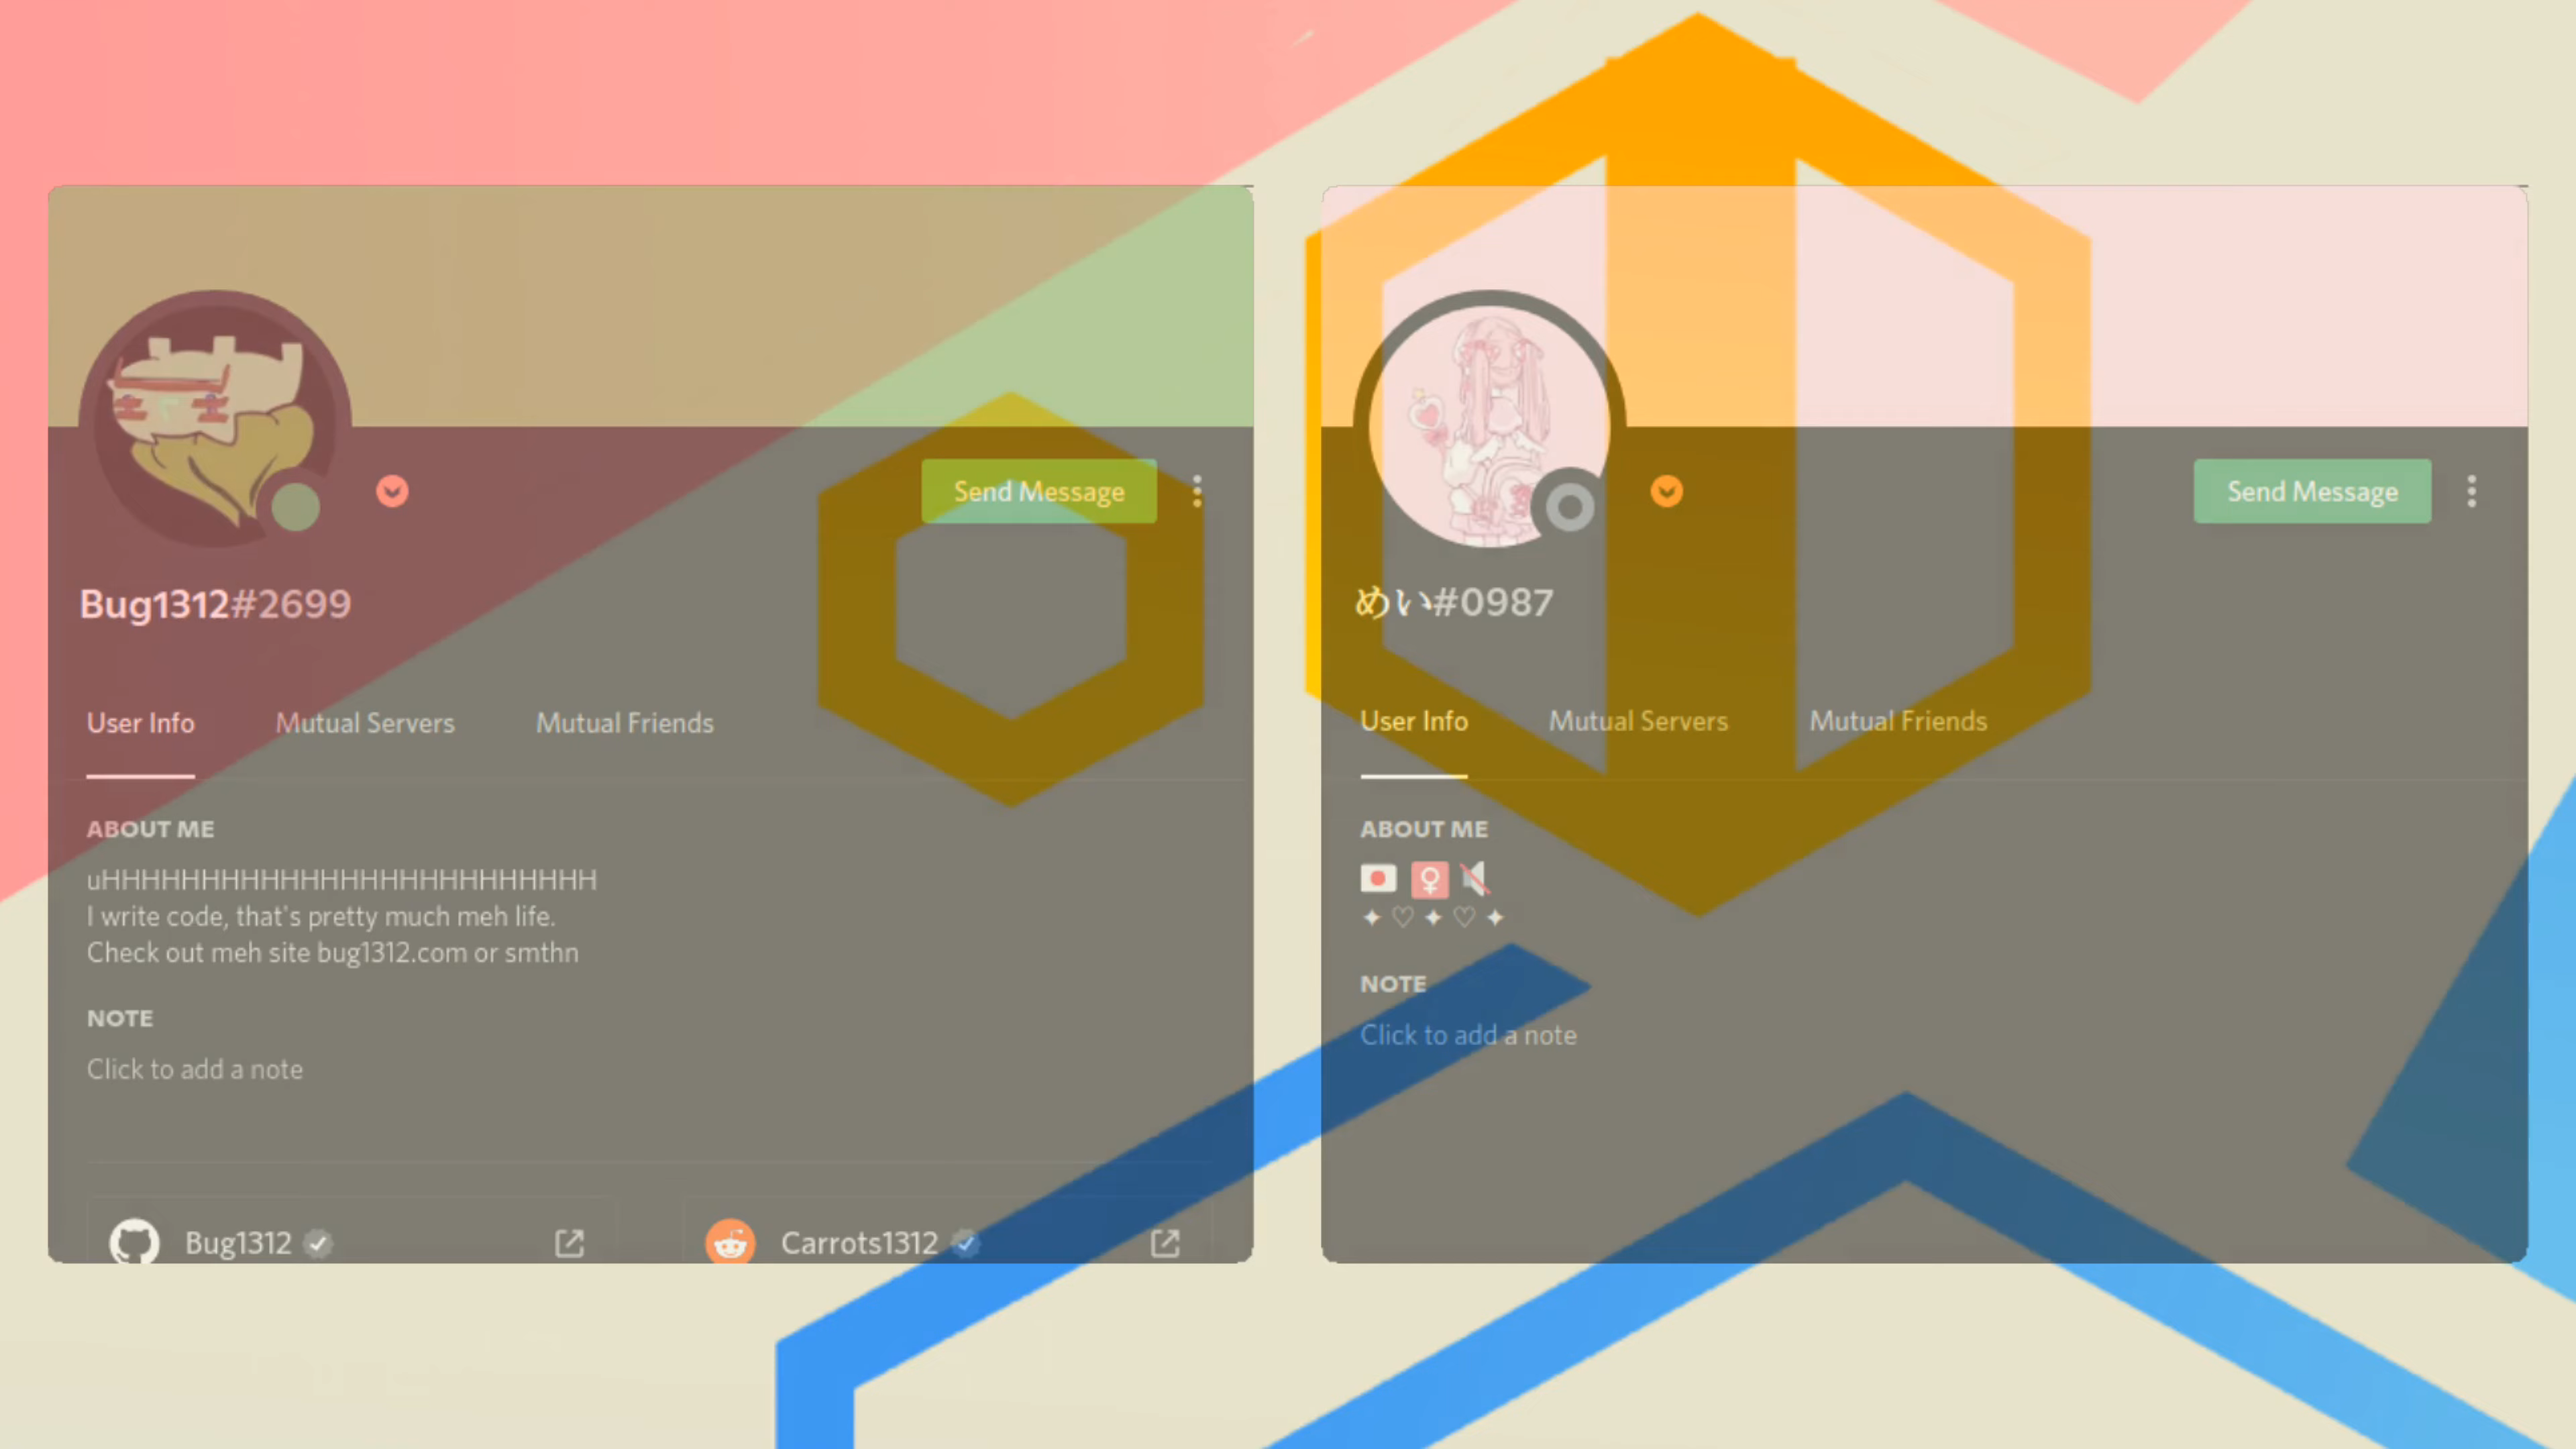 Send Message
Bug1312#2699
User Info
Mutual Servers
Mutual Friends
ABOUT ME
uHHHHHHHHHHHHHHHHHHHHHHHHH
I write code, that's pretty much meh life.
Check out meh site bug1312.com or smthn
NOTE
Click to add a note
Bug1312
Carrots1312
Send Message
めい#0987
User Info
Mutual Servers
Mutual Friends
ABOUT ME
✦ ♡ ✦ ♡ ✦
NOTE
Click to add a note